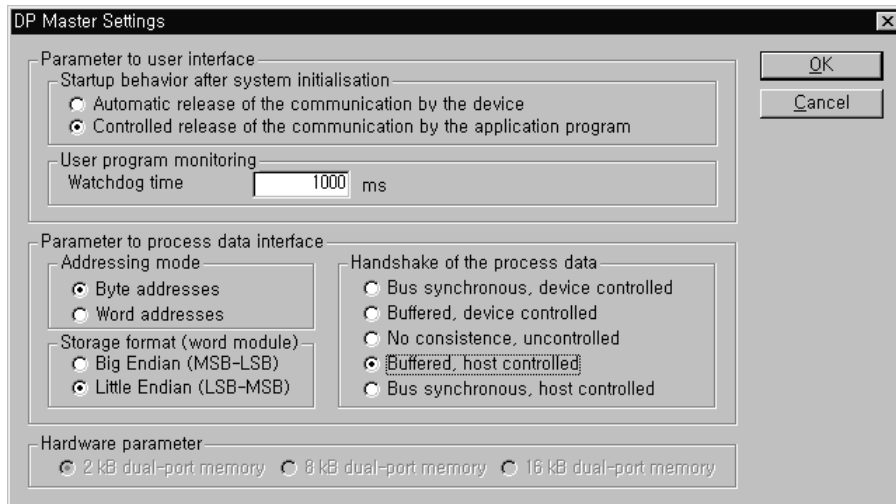 DP Master Settings
Parameter to user interface
Startup behavior after system initialisation
Automatic release of the communication by the device
Controlled release of the communication by the application program
User program monitoring
Watchdog time 1000 ms
OK
Cancel
Parameter to process data interface
Addressing mode
Byte addresses
Word addresses
Storage format (word module)
Big Endian (MSB-LSB)
Little Endian (LSB-MSB)
Handshake of the process data
Bus synchronous, device controlled
Buffered, device controlled
No consistence, uncontrolled
Buffered, host controlled
Bus synchronous, host controlled
Hardware parameter
2 kB dual-port memory 8 kB dual-port memory 16 kB dual-port memory